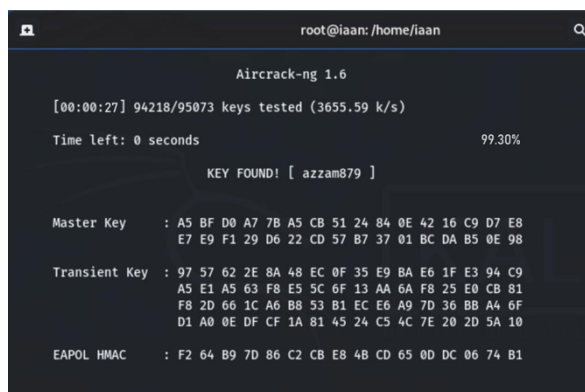 root@iaan: /home/iaan
Aircrack-ng 1.6
[00:00:27] 94218/95073 keys tested (3655.59 k/s)
Time left: 0 seconds 99.30%
KEY FOUND! [ azzam879 ]
Master Key : A5 BF D0 A7 7B A5 CB 51 24 84 0E 42 16 C9 D7 E8
E7 E9 F1 29 D6 22 CD 57 B7 37 01 BC DA B5 0E 98
Transient Key : 97 57 62 2E 8A 48 EC 0F 35 E9 BA E6 1F E3 94 C9
A5 E1 A5 63 F8 E5 5C 6F 13 AA 6A F8 25 E0 CB 81
F8 2D 66 1C A6 B8 53 B1 EC E6 A9 7D 36 BB A4 6F
D1 A0 0E DF CF 1A 81 45 24 C5 4C 7E 20 2D 5A 10
EAPOL HMAC : F2 64 B9 7D 86 C2 CB E8 4B CD 65 0D DC 06 74 B1